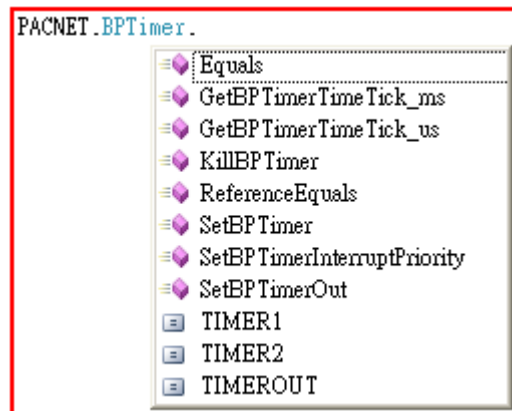 PACNET.BPTimer.
Equals
GetBPTimerTimeTick_ms
GetBPTimerTimeTick_us
KillBPTimer
ReferenceEquals
SetBPTimer
SetBPTimerInterruptPriority
SetBPTimerOut
TIMER1
TIMER2
TIMEROUT